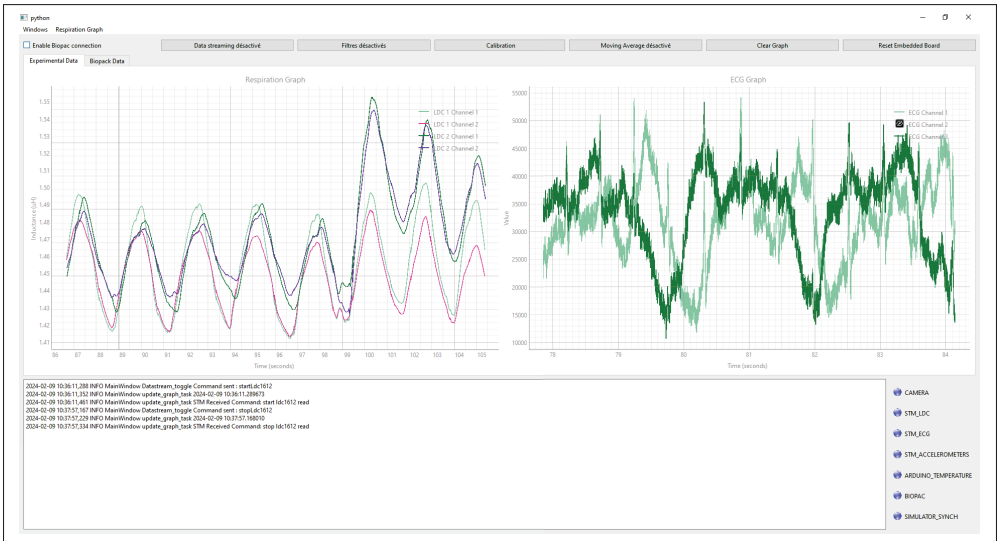 python
Windows Respiration Graph
Enable Biopac connection Data streaming désactivé Filtres désactivés Calibration Moving Average désactivé Clear Graph Reset Embedded Board
Experimental Data Biopack Data
Respiration Graph
1.55
1.54
1.53
1.52
1.51
1.50
1.49
1.48
1.47
1.46
1.45
1.44
1.43
1.42
1.41
Inductance (uH)
LDC 1 Channel 1
LDC 1 Channel 2
LDC 2 Channel 1
LDC 2 Channel 2
86 87 88 89 90 91 92 93 94 95 96 97 98 99 100 101 102 103 104 105
Time (seconds)
ECG Graph
55000
50000
45000
40000
35000
30000
25000
20000
15000
10000
Value
ECG Channel 1
ECG Channel 2
ECG Channel
78 79 80 81 82 83 84
Time (seconds)
2024-02-09 10:36:11,288 INFO MainWindow Datastream_toggle Command sent : startLdc1612
2024-02-09 10:36:11,352 INFO MainWindow update_graph_task 2024-02-09 10:36:11.289673
2024-02-09 10:36:11,461 INFO MainWindow update_graph_task STM Received Command: start ldc1612 read
2024-02-09 10:37:57,167 INFO MainWindow Datastream_toggle Command sent : stopLdc1612
2024-02-09 10:37:57,229 INFO MainWindow update_graph_task 2024-02-09 10:37:57.168010
2024-02-09 10:37:57,334 INFO MainWindow update_graph_task STM Received Command: stop ldc1612 read
CAMERA
STM_LDC
STM_ECG
STM_ACCELEROMETERS
ARDUINO_TEMPERATURE
BIOPAC
SIMULATOR_SYNCH